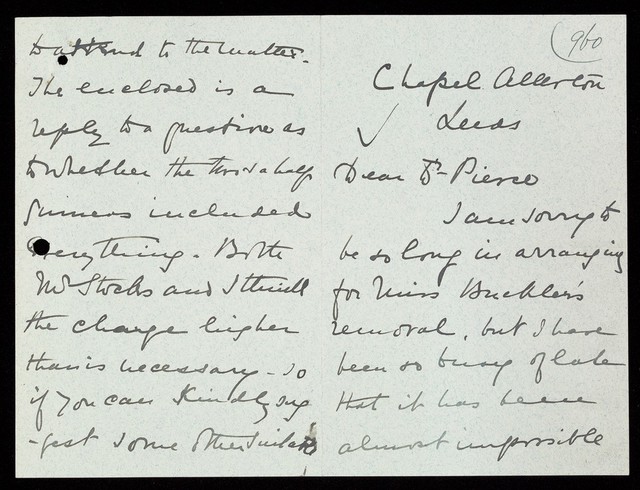 960
Chapel Allerton
Leeds
Dear Dr Pierce
I am sorry to
be so long in arranging
for Miss Buckler's
removal, but I have
been so busy of late
that it has been
almost impossible
to attend to the matter.
The enclosed is a
reply to a question as
to whether the two & a half
guineas included
everything. Both
Mr Stocks and I think
the charge higher
than is necessary - so
if you can kindly sug
-gest some other suitable